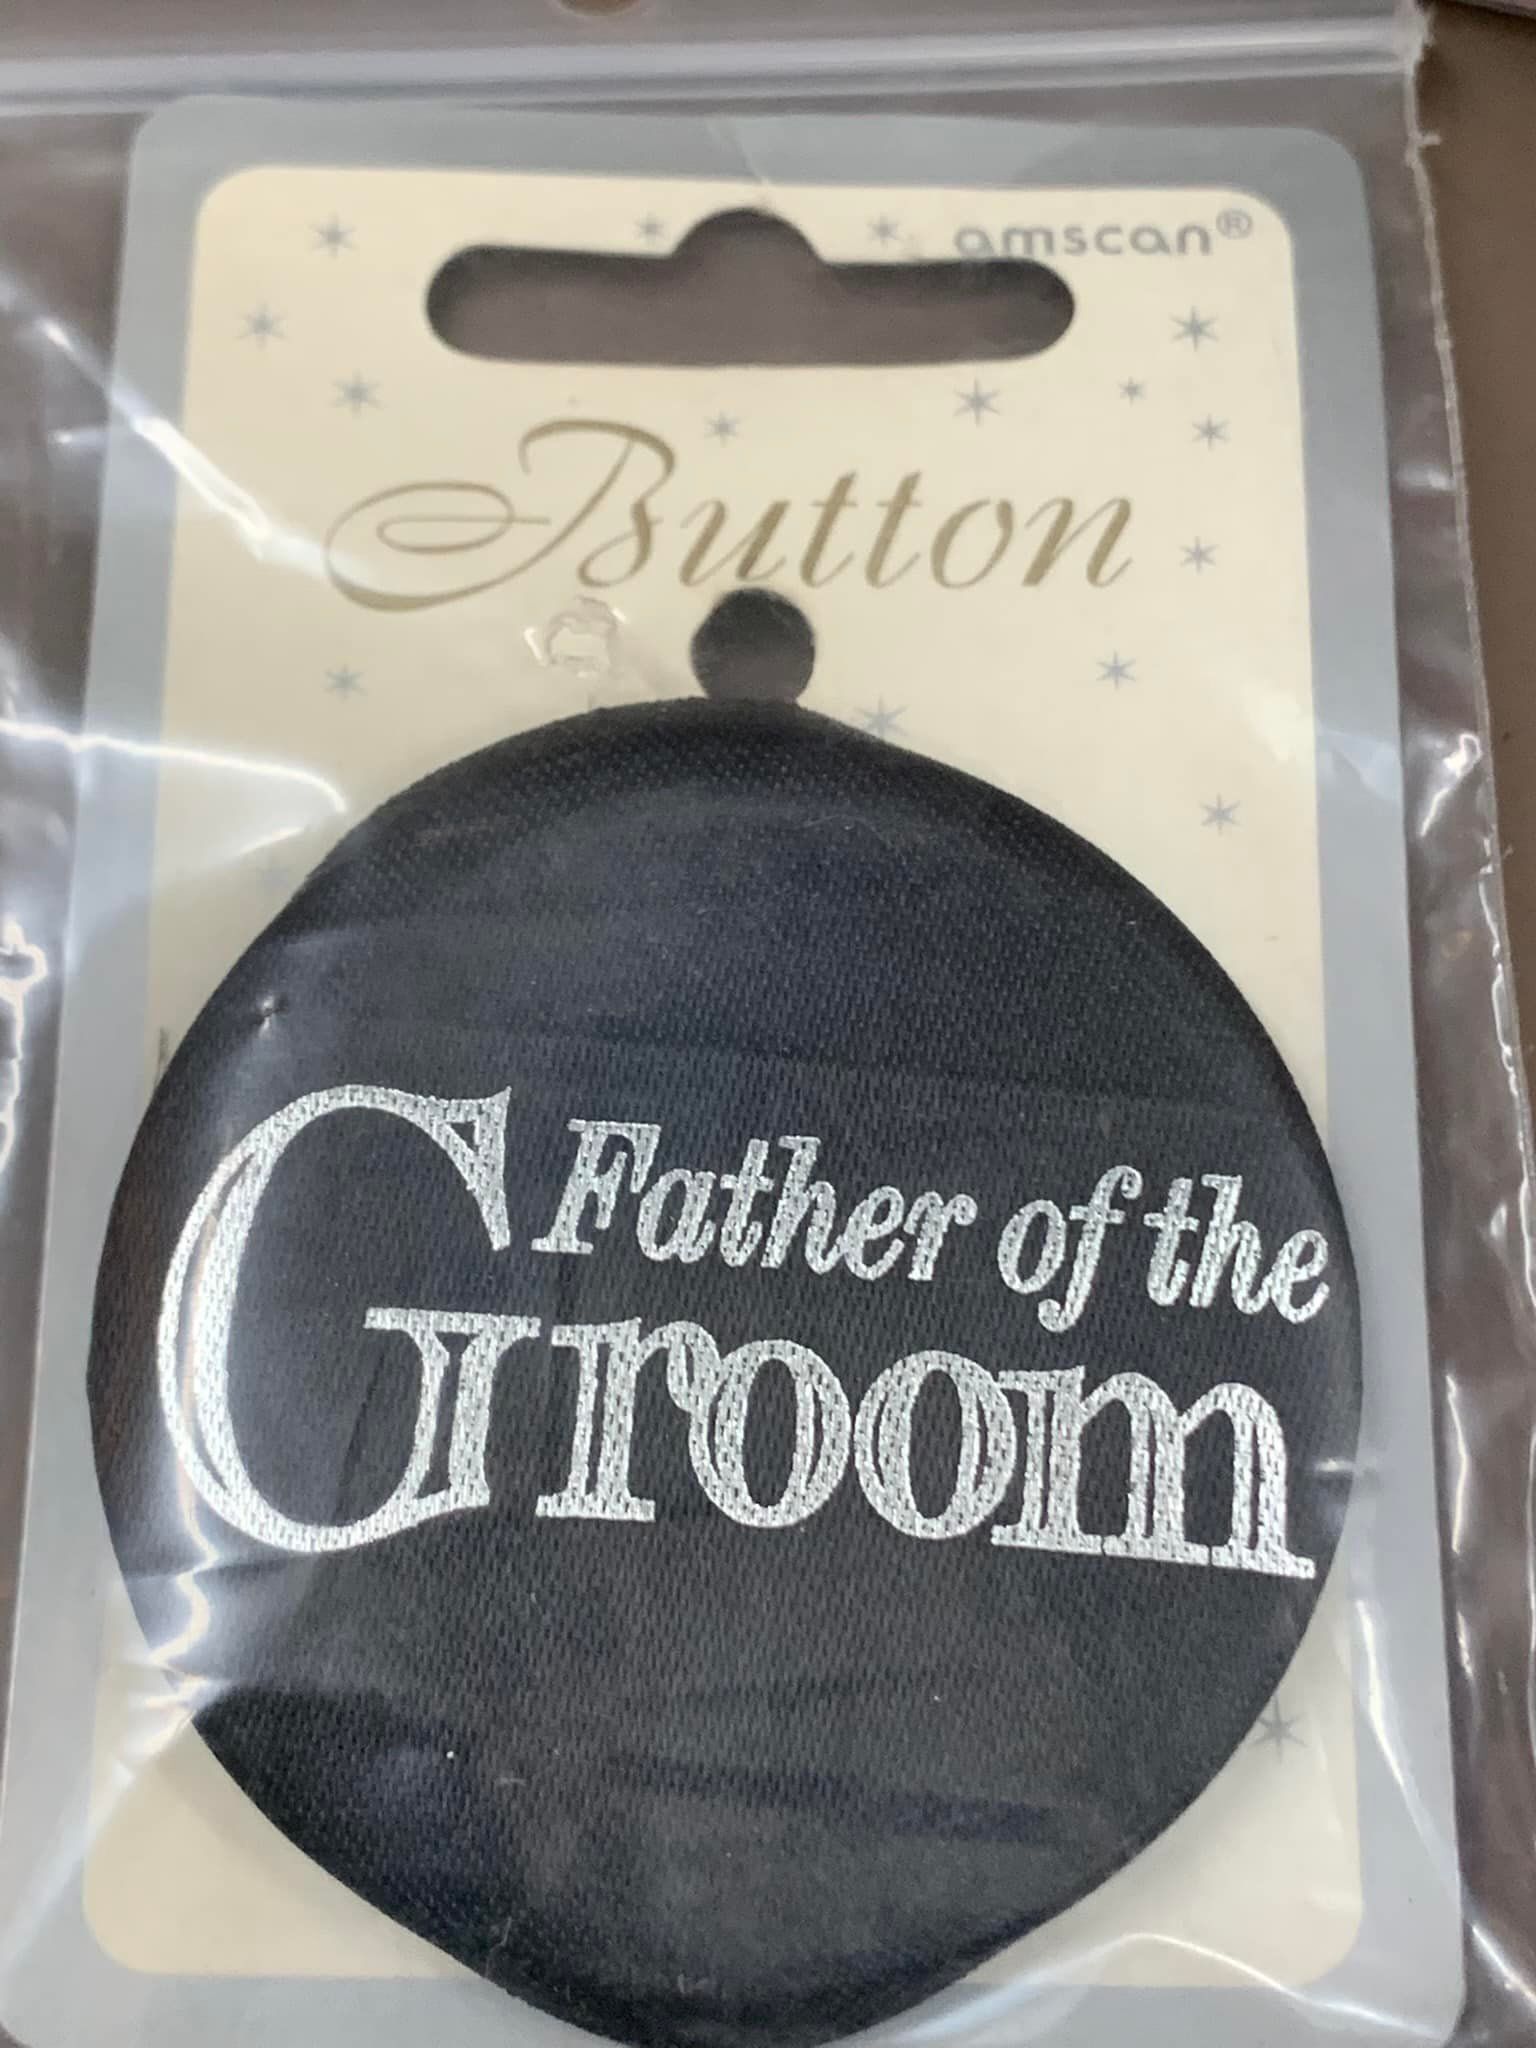 amscan®
Button
Father of the
Groom